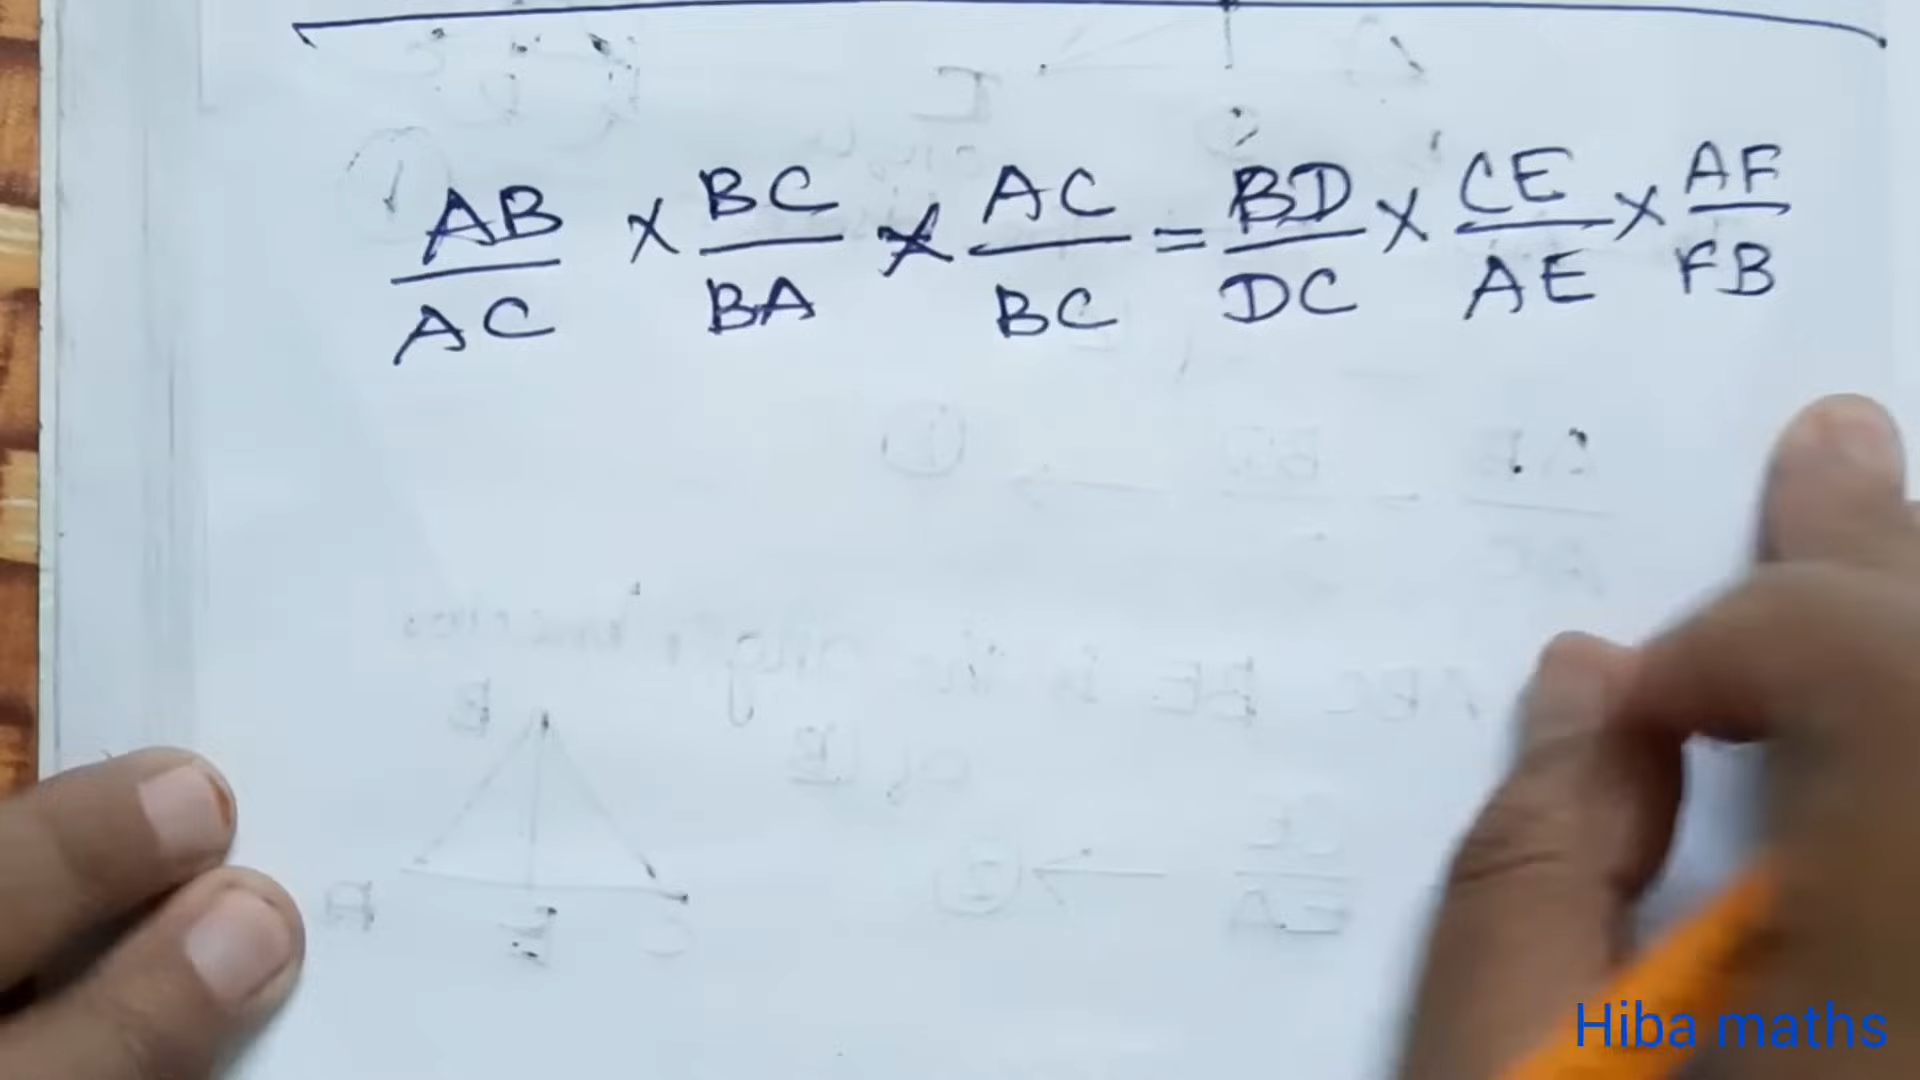 AB/AC × BC/BA × AC/BC = BD/DC × CE/AE × AF/FB
Hiba maths